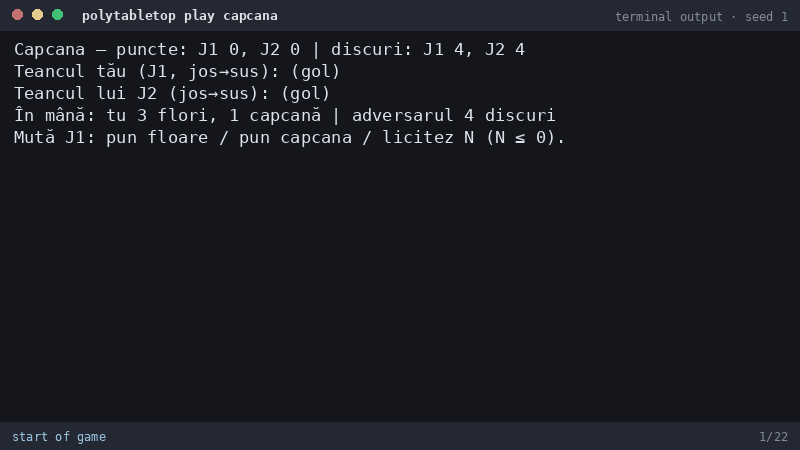 polytabletop play capcana
terminal output · seed 1
Capcana — puncte: J1 0, J2 0 | discuri: J1 4, J2 4
Teancul tău (J1, jos→sus): (gol)
Teancul lui J2 (jos→sus): (gol)
În mână: tu 3 flori, 1 capcană | adversarul 4 discuri
Mută J1: pun floare / pun capcana / licitez N (N ≤ 0).
start of game
1/22